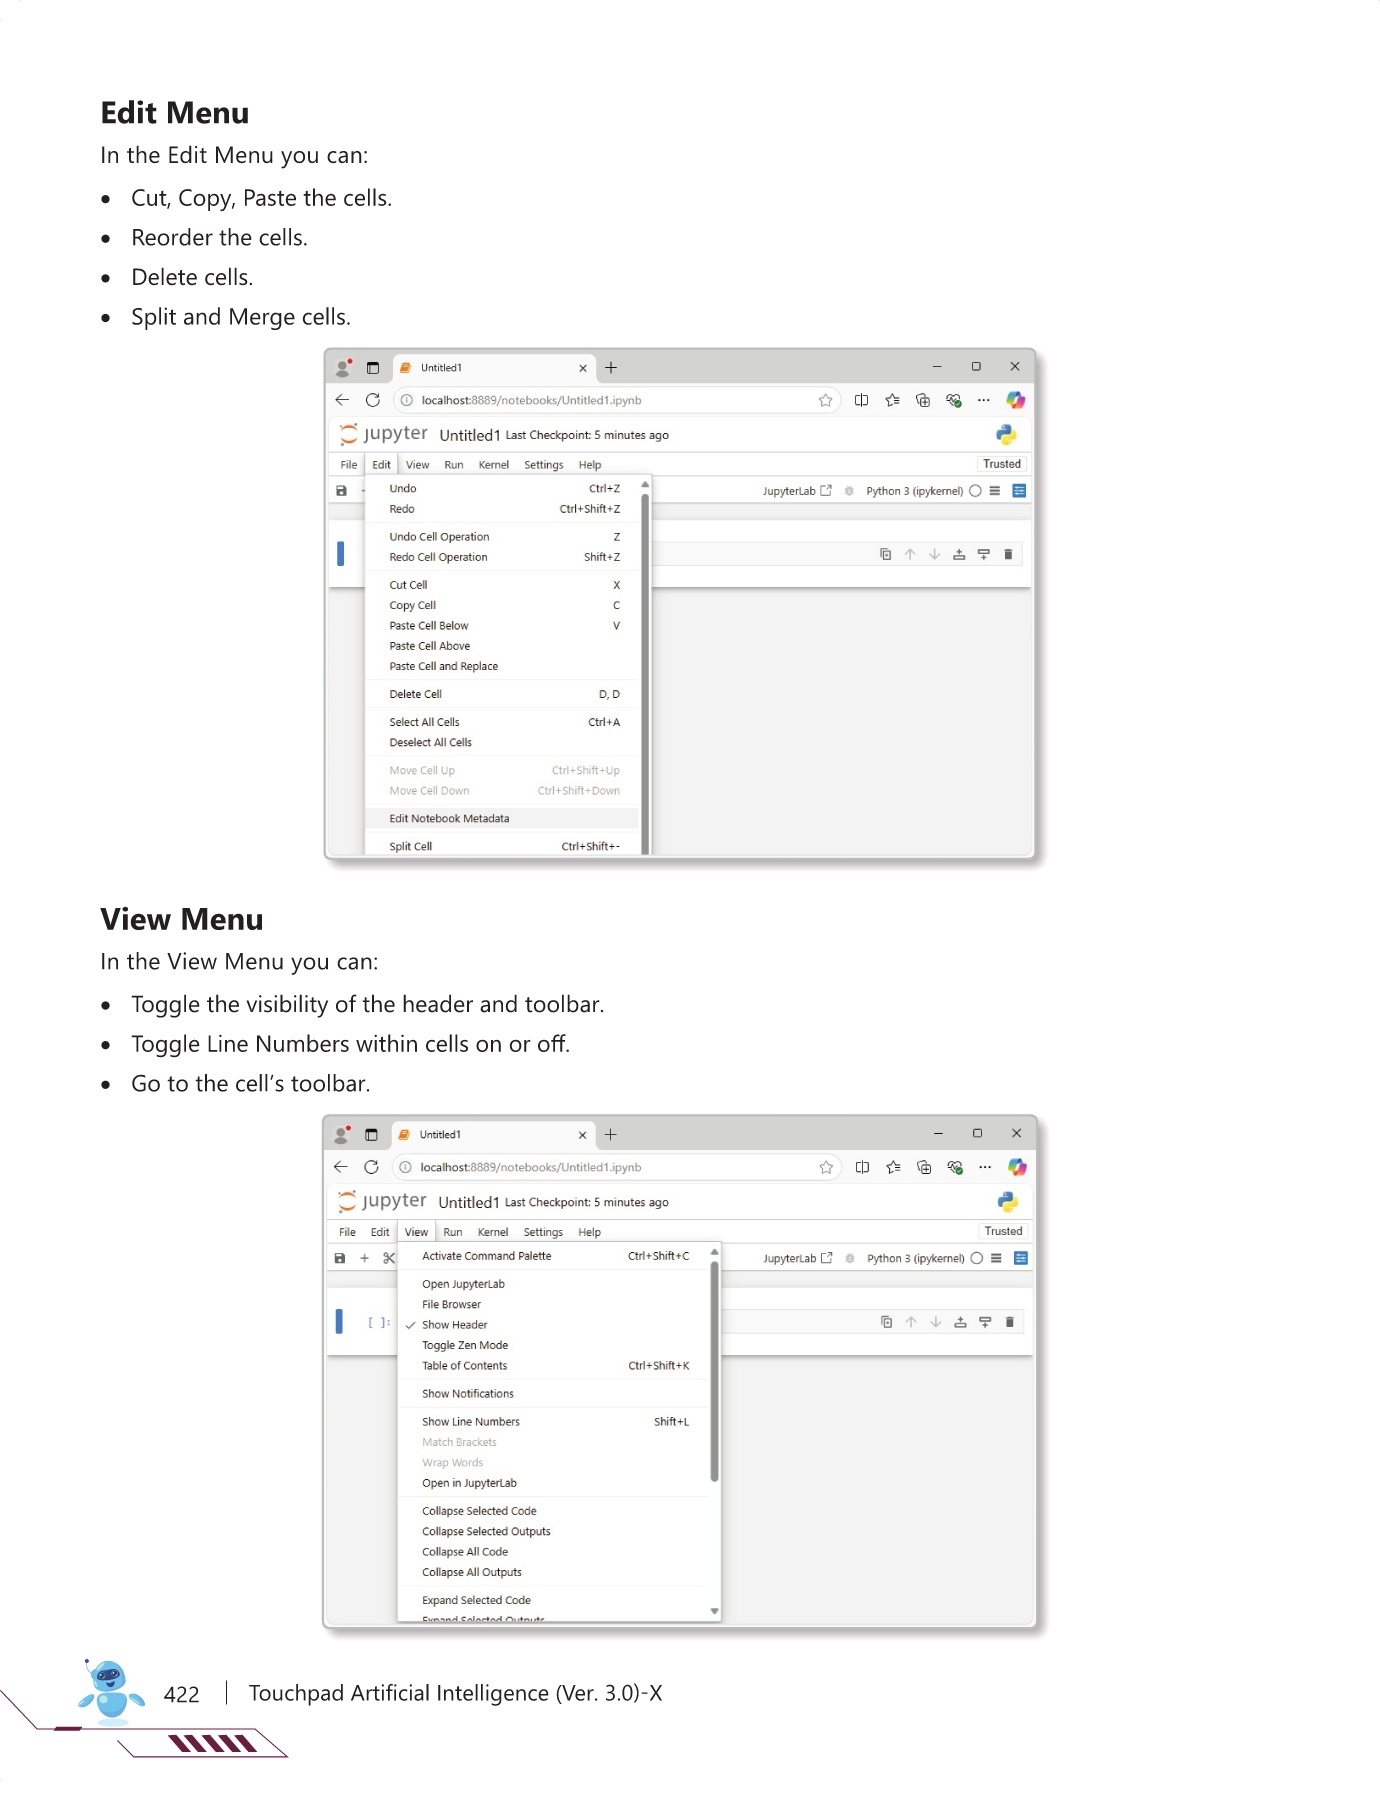 Edit Menu
In the Edit Menu you can:
• Cut, Copy, Paste the cells.
• Reorder the cells.
• Delete cells.
• Split and Merge cells.
Untitled1
localhost:8889/notebooks/Untitled1.ipynb
jupyter Untitled1 Last Checkpoint: 5 minutes ago
File Edit View Run Kernel Settings Help Trusted
JupyterLab Python 3 (ipykernel)
Undo Ctrl+Z
Redo Ctrl+Shift+Z
Undo Cell Operation Z
Redo Cell Operation Shift+Z
Cut Cell X
Copy Cell C
Paste Cell Below V
Paste Cell Above
Paste Cell and Replace
Delete Cell D, D
Select All Cells Ctrl+A
Deselect All Cells
Move Cell Up Ctrl+Shift+Up
Move Cell Down Ctrl+Shift+Down
Edit Notebook Metadata
Split Cell Ctrl+Shift+-
View Menu
In the View Menu you can:
• Toggle the visibility of the header and toolbar.
• Toggle Line Numbers within cells on or off.
• Go to the cell’s toolbar.
Untitled1
localhost:8889/notebooks/Untitled1.ipynb
jupyter Untitled1 Last Checkpoint: 5 minutes ago
File Edit View Run Kernel Settings Help Trusted
JupyterLab Python 3 (ipykernel)
[ ]:
Activate Command Palette Ctrl+Shift+C
Open JupyterLab
File Browser
Show Header
Toggle Zen Mode
Table of Contents Ctrl+Shift+K
Show Notifications
Show Line Numbers Shift+L
Match Brackets
Wrap Words
Open in JupyterLab
Collapse Selected Code
Collapse Selected Outputs
Collapse All Code
Collapse All Outputs
Expand Selected Code
Expand Selected Outputs
422 | Touchpad Artificial Intelligence (Ver. 3.0)-X